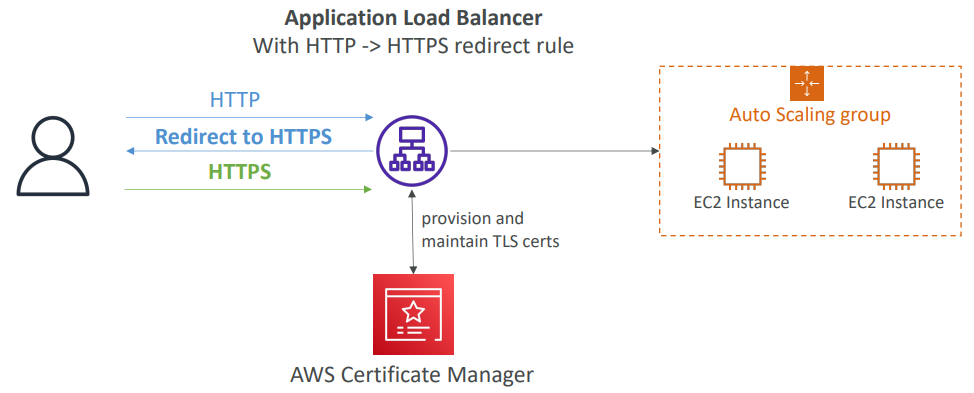 Application Load Balancer
With HTTP -> HTTPS redirect rule
HTTP
Redirect to HTTPS
HTTPS
Auto Scaling group
EC2 Instance
EC2 Instance
provision and
maintain TLS certs
AWS Certificate Manager